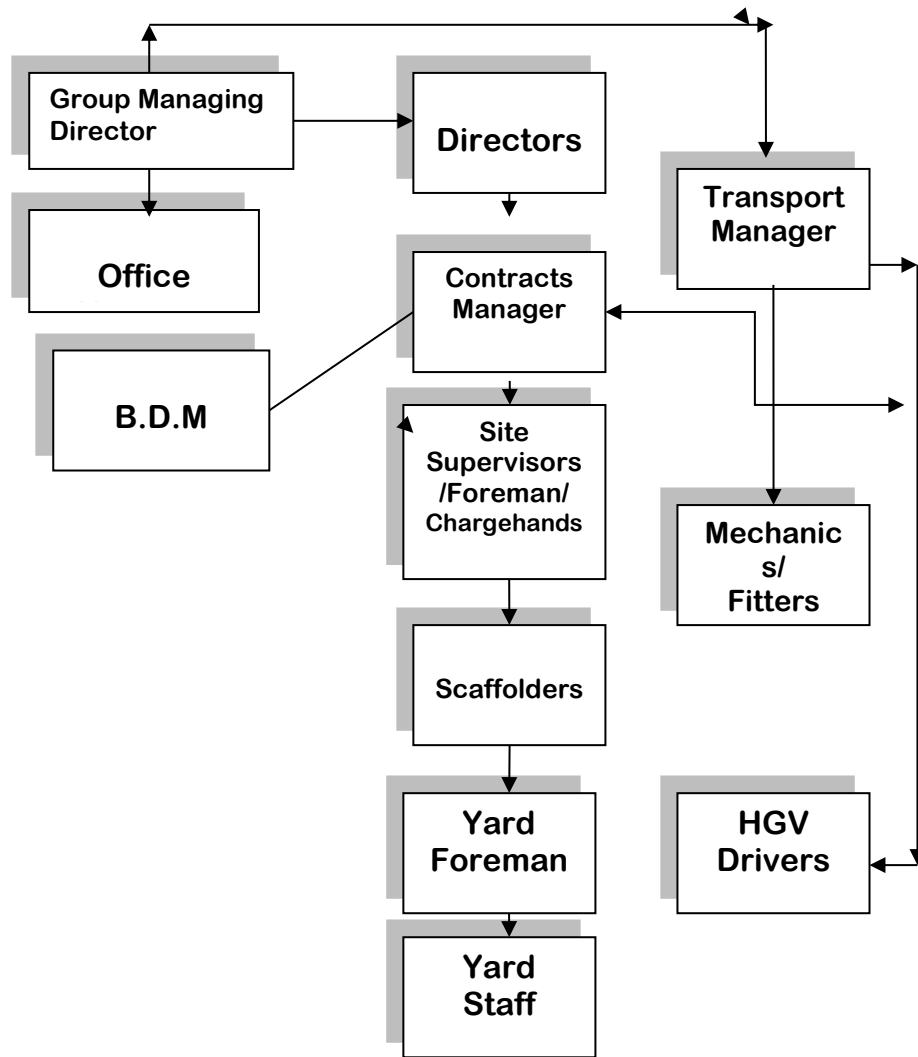 Group Managing
Director
Directors
Transport
Manager
Office
Contracts
Manager
B.D.M
Site
Supervisors
/Foreman/
Chargehands
Mechanic
s/
Fitters
Scaffolders
Yard
Foreman
HGV
Drivers
Yard
Staff